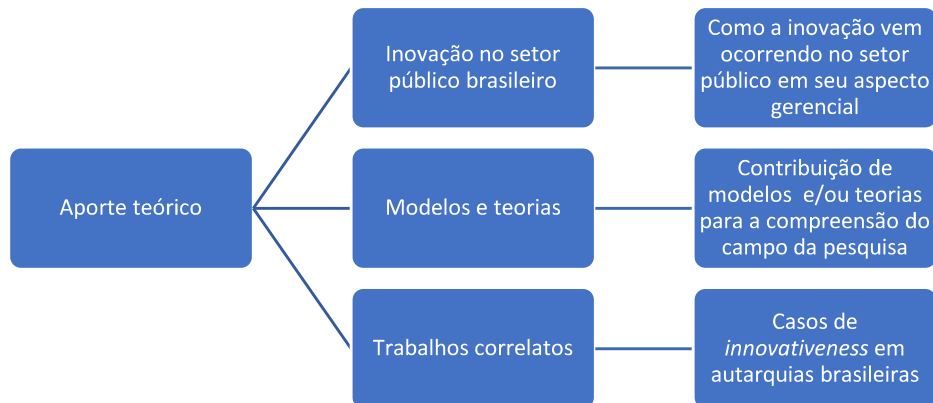 Aporte teórico
Inovação no setor
público brasileiro
Como a inovação vem
ocorrendo no setor
público em seu aspecto
gerencial
Modelos e teorias
Contribuição de
modelos e/ou teorias
para a compreensão do
campo da pesquisa
Trabalhos correlatos
Casos de
innovativeness em
autarquias brasileiras